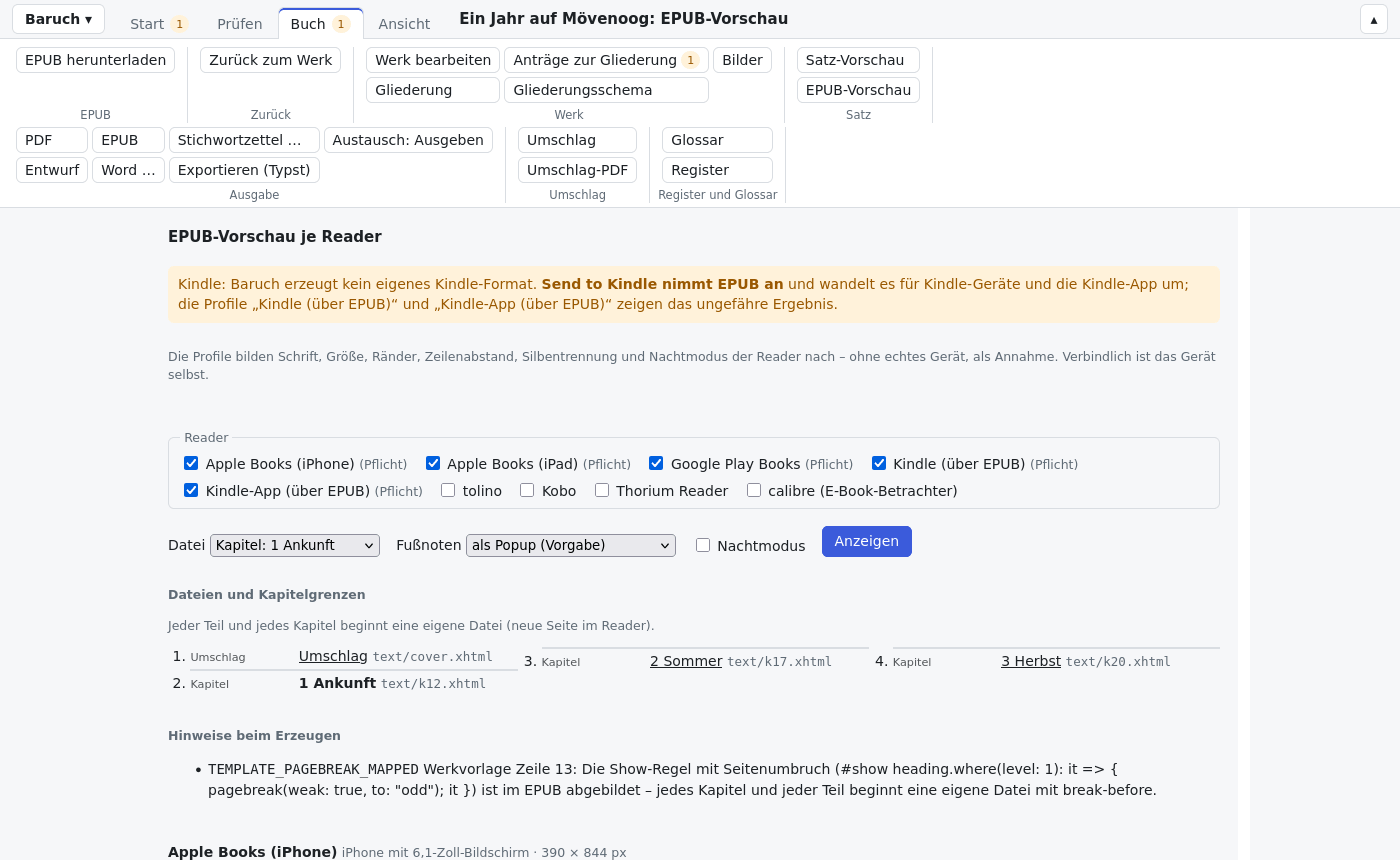 Baruch ▾ Start 1 Prüfen Buch 1 Ansicht Ein Jahr auf Mövenoog: EPUB-Vorschau ▴
EPUB herunterladen Zurück zum Werk Werk bearbeiten Anträge zur Gliederung 1 Bilder Satz-Vorschau
Gliederung Gliederungsschema EPUB-Vorschau
EPUB Zurück Werk Satz
PDF EPUB Stichwortzettel … Austausch: Ausgeben Umschlag Glossar
Entwurf Word … Exportieren (Typst) Umschlag-PDF Register
Ausgabe Umschlag Register und Glossar
EPUB-Vorschau je Reader
Kindle: Baruch erzeugt kein eigenes Kindle-Format. Send to Kindle nimmt EPUB an und wandelt es für Kindle-Geräte und die Kindle-App um;
die Profile „Kindle (über EPUB)“ und „Kindle-App (über EPUB)“ zeigen das ungefähre Ergebnis.
Die Profile bilden Schrift, Größe, Ränder, Zeilenabstand, Silbentrennung und Nachtmodus der Reader nach – ohne echtes Gerät, als Annahme. Verbindlich ist das Gerät
selbst.
Reader
Apple Books (iPhone) (Pflicht) Apple Books (iPad) (Pflicht) Google Play Books (Pflicht) Kindle (über EPUB) (Pflicht)
Kindle-App (über EPUB) (Pflicht) tolino Kobo Thorium Reader calibre (E-Book-Betrachter)
Datei Kapitel: 1 Ankunft Fußnoten als Popup (Vorgabe) Nachtmodus Anzeigen
Dateien und Kapitelgrenzen
Jeder Teil und jedes Kapitel beginnt eine eigene Datei (neue Seite im Reader).
1. Umschlag Umschlag text/cover.xhtml
2. Kapitel 1 Ankunft text/k12.xhtml
3. Kapitel 2 Sommer text/k17.xhtml
4. Kapitel 3 Herbst text/k20.xhtml
Hinweise beim Erzeugen
• TEMPLATE_PAGEBREAK_MAPPED Werkvorlage Zeile 13: Die Show-Regel mit Seitenumbruch (#show heading.where(level: 1): it => {
pagebreak(weak: true, to: "odd"); it }) ist im EPUB abgebildet – jedes Kapitel und jeder Teil beginnt eine eigene Datei mit break-before.
Apple Books (iPhone) iPhone mit 6,1-Zoll-Bildschirm · 390 × 844 px